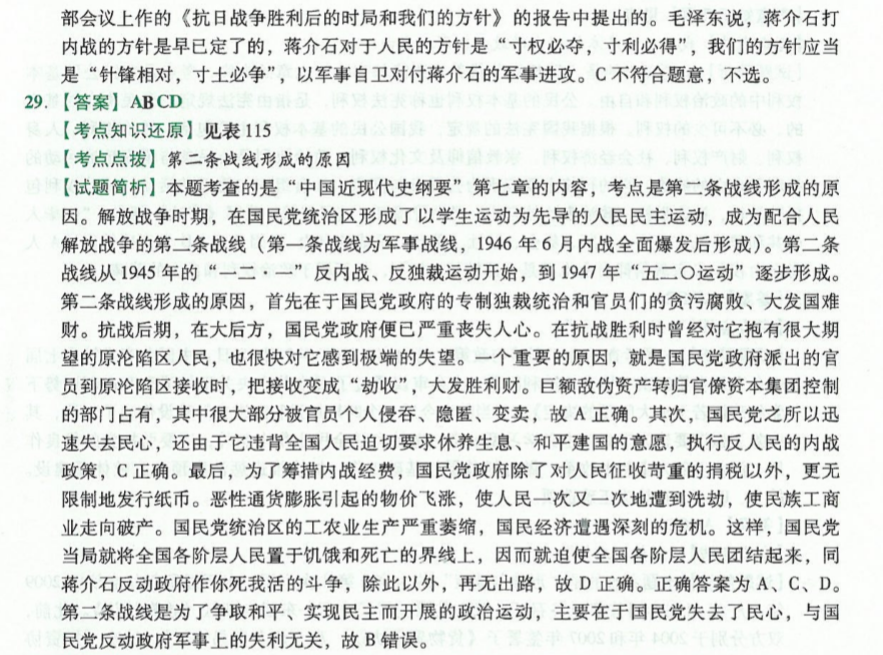 部会议上作的《抗日战争胜利后的时局和我们的方针》的报告中提出的。毛泽东说，蒋介石打
内战的方针是早已定了的，蒋介石对于人民的方针是“寸权必夺，寸利必得”，我们的方针应当
是“针锋相对，寸土必争”，以军事自卫对付蒋介石的军事进攻。C不符合题意，不选。
29.【答案】ABCD
【考点知识还原】见表115
【考点点拨】第二条战线形成的原因
【试题简析】本题考查的是“中国近现代史纲要”第七章的内容，考点是第二条战线形成的原
因。解放战争时期，在国民党统治区形成了以学生运动为先导的人民民主运动，成为配合人民
解放战争的第二条战线（第一条战线为军事战线，1946年6月内战全面爆发后形成）。第二条
战线从1945年的“一二·一”反内战、反独裁运动开始，到1947年“五二〇运动”逐步形成。
第二条战线形成的原因，首先在于国民党政府的专制独裁统治和官员们的贪污腐败、大发国难
财。抗战后期，在大后方，国民党政府便已严重丧失人心。在抗战胜利时曾经对它抱有很大期
望的原沦陷区人民，也很快对它感到极端的失望。一个重要的原因，就是国民党政府派出的官
员到原沦陷区接收时，把接收变成“劫收”，大发胜利财。巨额敌伪资产转归官僚资本集团控制
的部门占有，其中很大部分被官员个人侵吞、隐匿、变卖，故A正确。其次，国民党之所以迅
速失去民心，还由于它违背全国人民迫切要求休养生息、和平建国的意愿，执行反人民的内战
政策，C正确。最后，为了筹措内战经费，国民党政府除了对人民征收苛重的捐税以外，更无
限制地发行纸币。恶性通货膨胀引起的物价飞涨，使人民一次又一次地遭到洗劫，使民族工商
业走向破产。国民党统治区的工农业生产严重萎缩，国民经济遭遇深刻的危机。这样，国民党
当局就将全国各阶层人民置于饥饿和死亡的界线上，因而就迫使全国各阶层人民团结起来，同
蒋介石反动政府作你死我活的斗争，除此以外，再无出路，故D正确。正确答案为A、C、D。
第二条战线是为了争取和平、实现民主而开展的政治运动，主要在于国民党失去了民心，与国
民党反动政府军事上的失利无关，故B错误。